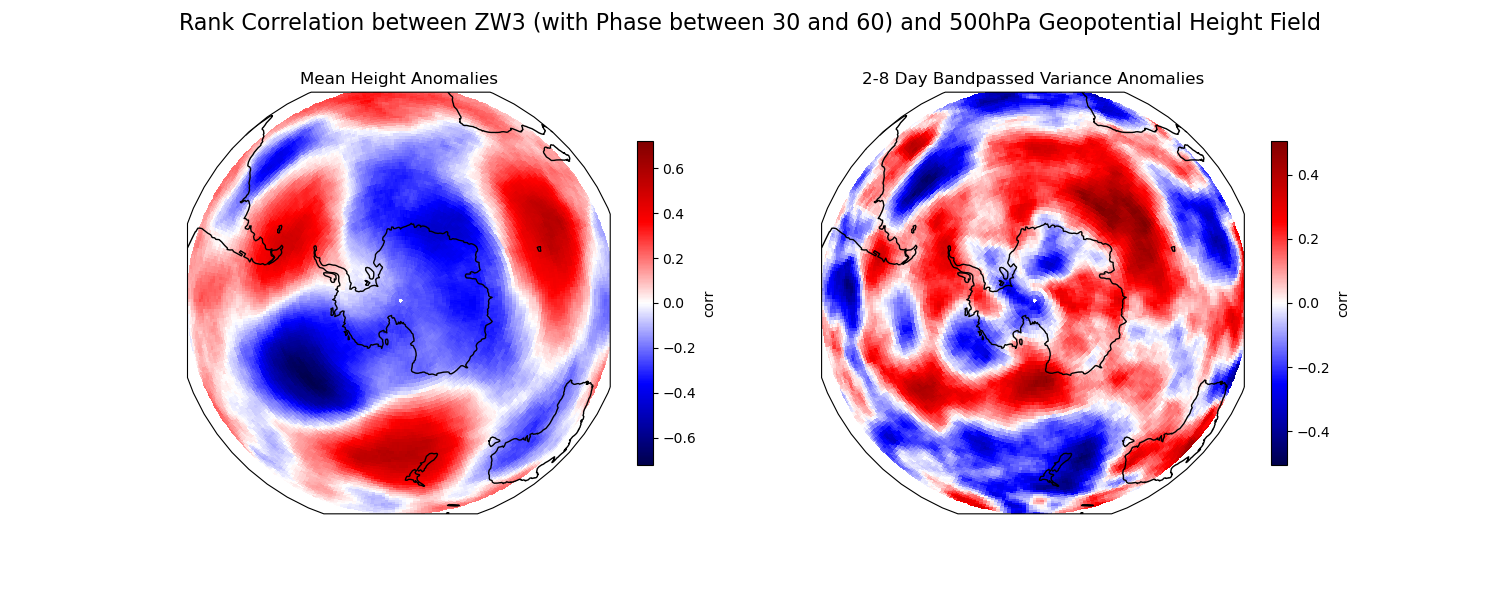 Rank Correlation between ZW3 (with Phase between 30 and 60) and 500hPa Geopotential Height Field
Mean Height Anomalies
0.6
0.4
0.2
0.0
−0.2
−0.4
−0.6
corr
2-8 Day Bandpassed Variance Anomalies
0.4
0.2
0.0
−0.2
−0.4
corr